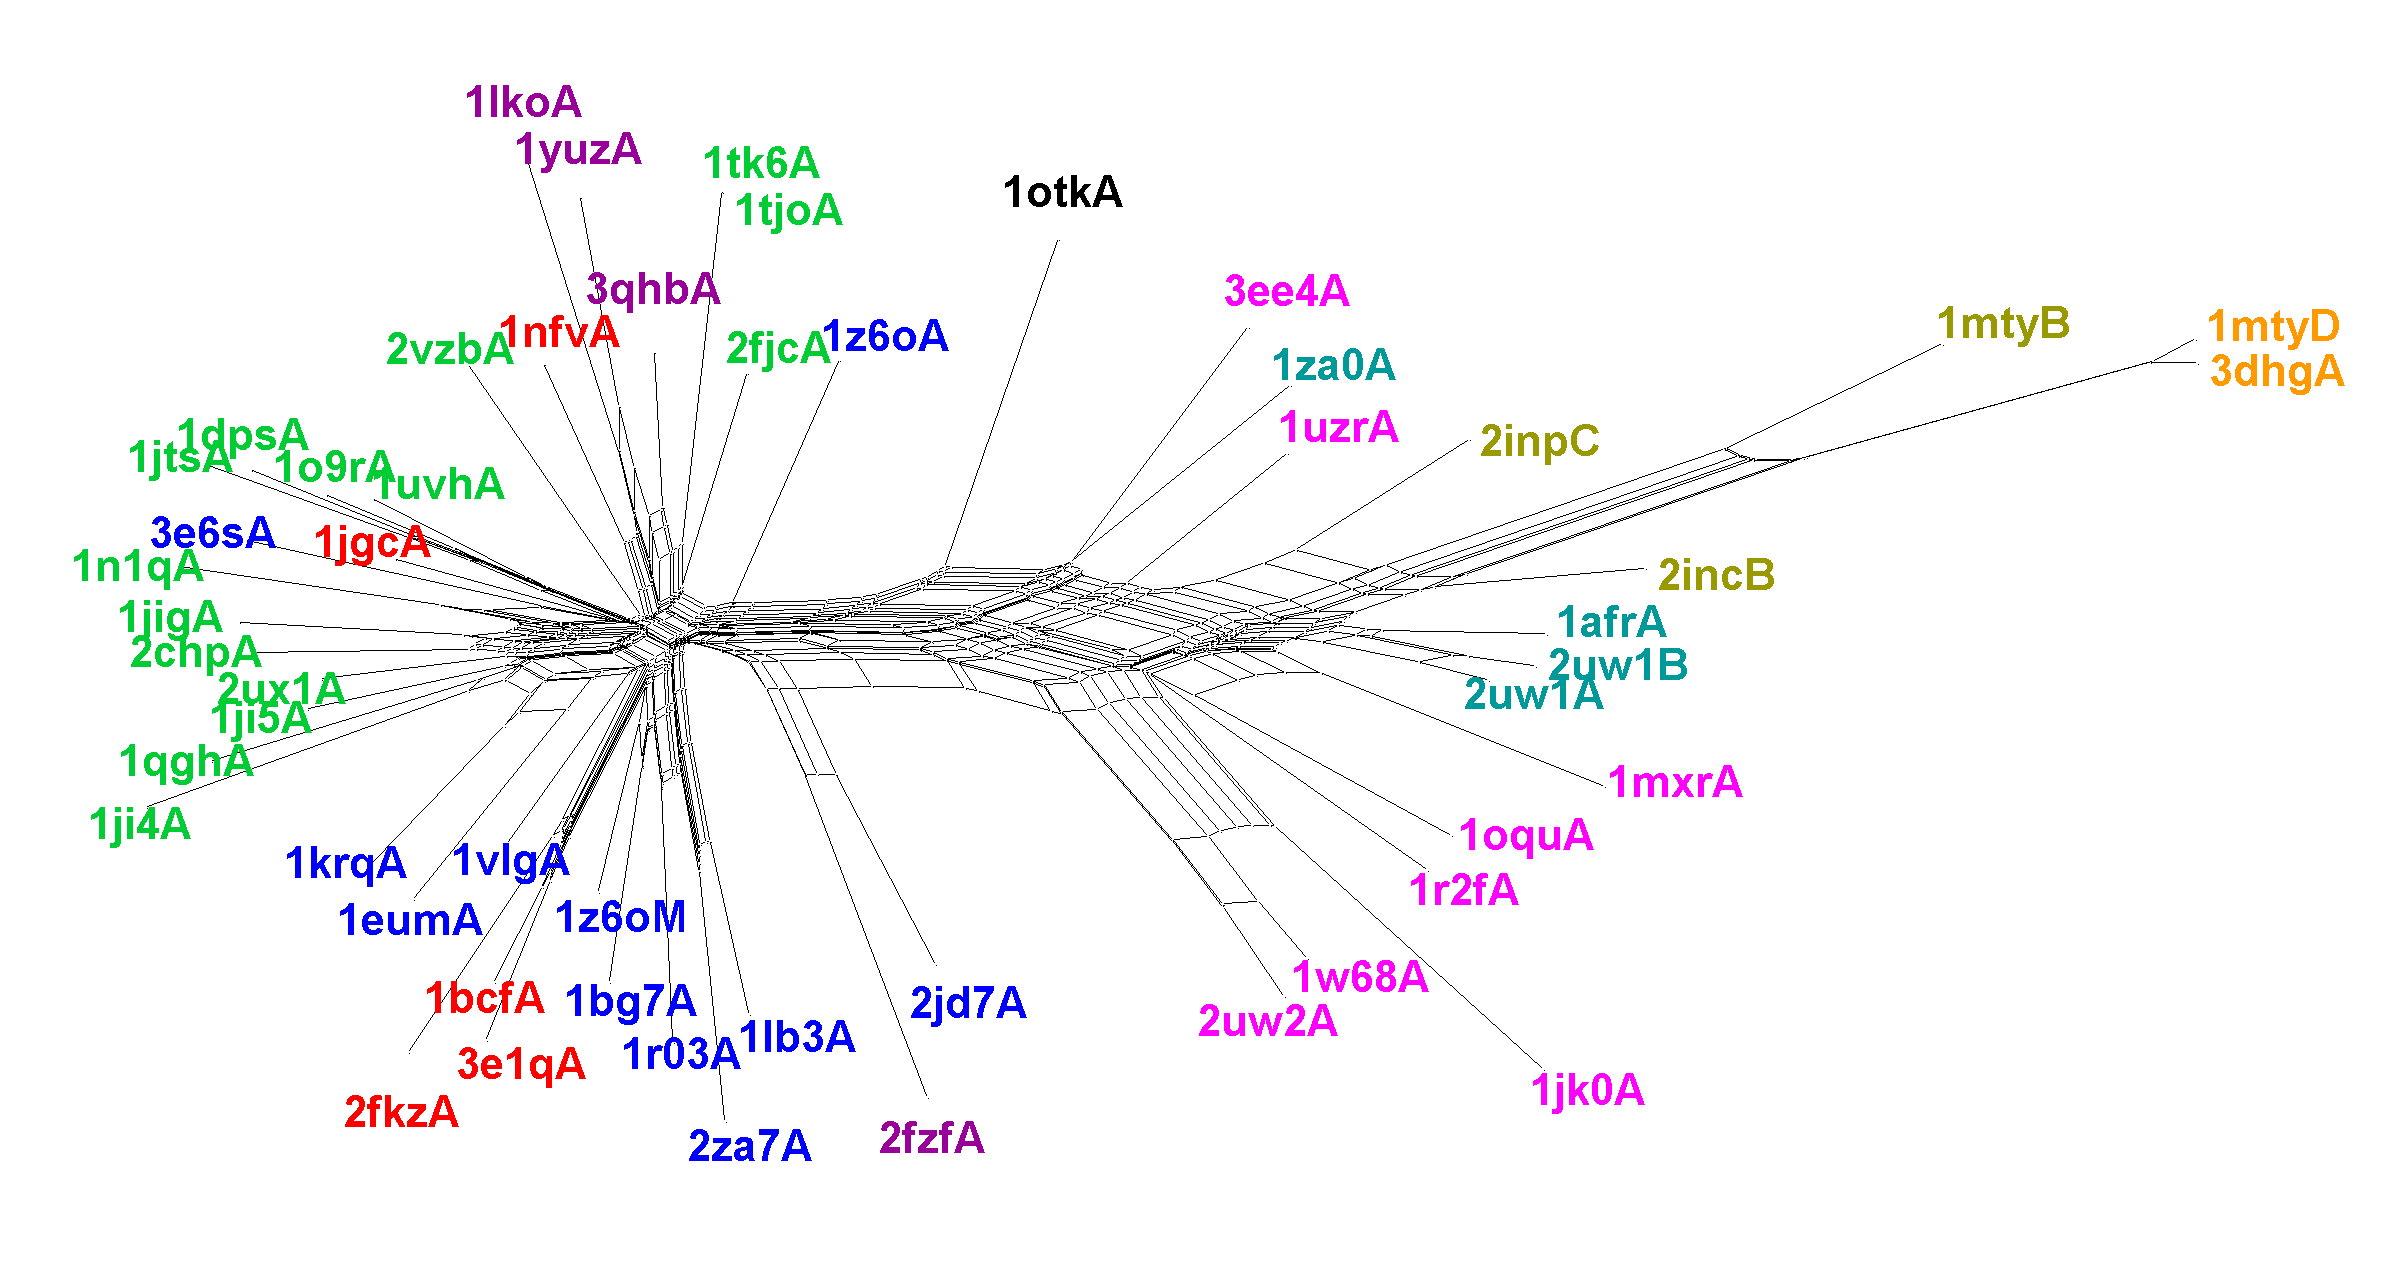 1lkoA
1yuzA
1tk6A
1tjoA
1otkA
3qhbA
3ee4A
1nfvA
2vzbA
2fjcA
1z6oA
1za0A
1mtyB
1mtyD
3dhgA
1uzrA
2inpC
1dpsA
1jtsA
1o9rA
1uvhA
3e6sA
1jgcA
1n1qA
2incB
1jigA
1afrA
2chpA
2uw1B
2ux1A
2uw1A
1ji5A
1qghA
1mxrA
1ji4A
1oquA
1krqA
1vlgA
1r2fA
1eumA
1z6oM
1w68A
1bcfA
1bg7A
2jd7A
2uw2A
1r03A
1lb3A
3e1qA
1jk0A
2fkzA
2za7A
2fzfA